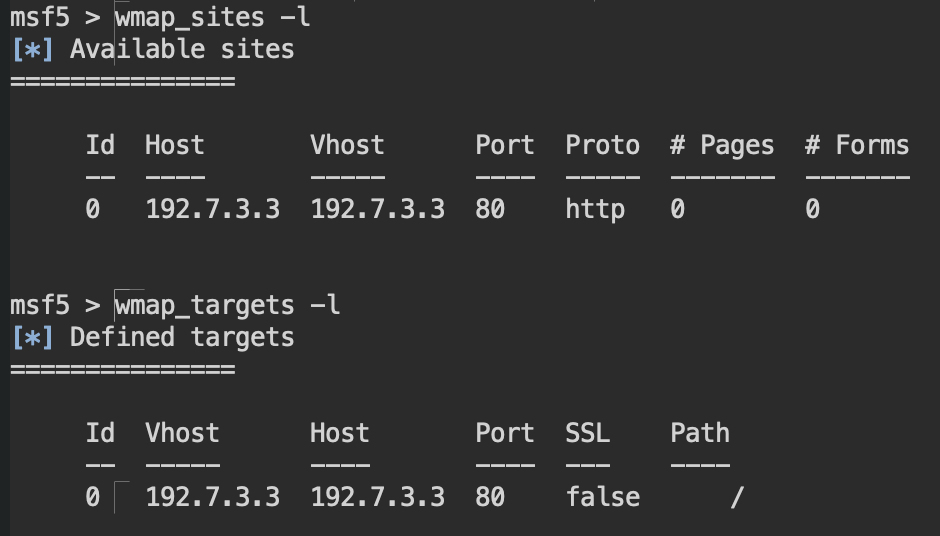 msf5 > wmap_sites -l
[*] Available sites
===============
Id  Host       Vhost      Port  Proto  # Pages  # Forms
--  ----       -----      ----  -----  -------  -------
0   192.7.3.3  192.7.3.3  80    http   0        0
msf5 > wmap_targets -l
[*] Defined targets
===============
Id  Vhost      Host       Port  SSL    Path
--  -----      ----       ----  ---    ----
0   192.7.3.3  192.7.3.3  80    false      /